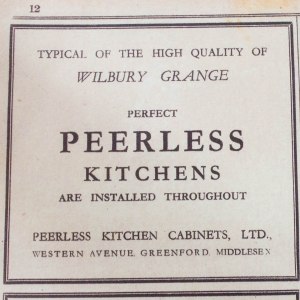 12
TYPICAL OF THE HIGH QUALITY OF
WILBURY GRANGE
PERFECT
PEERLESS
KITCHENS
ARE INSTALLED THROUGHOUT
PEERLESS KITCHEN CABINETS, LTD.,
WESTERN AVENUE, GREENFORD, MIDDLESEX